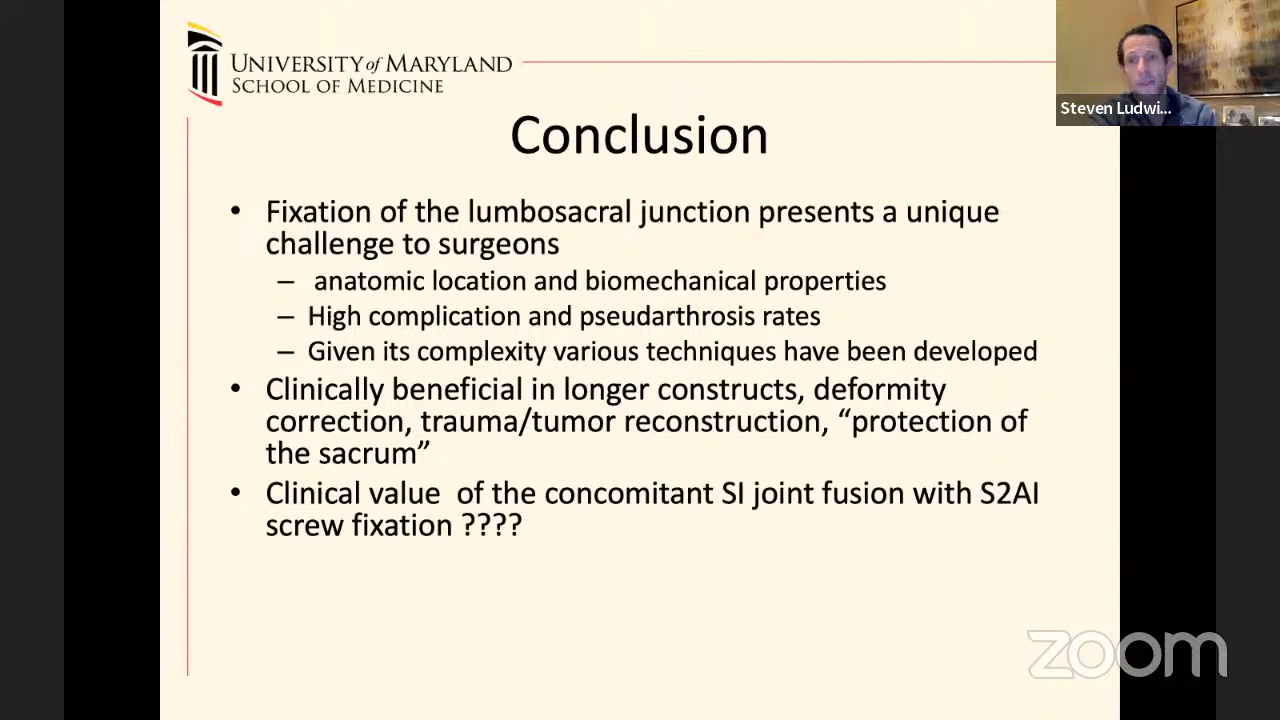 UNIVERSITY of MARYLAND
SCHOOL OF MEDICINE
Steven Ludwi...
Conclusion
• Fixation of the lumbosacral junction presents a unique
challenge to surgeons
– anatomic location and biomechanical properties
– High complication and pseudarthrosis rates
– Given its complexity various techniques have been developed
• Clinically beneficial in longer constructs, deformity
correction, trauma/tumor reconstruction, “protection of
the sacrum”
• Clinical value of the concomitant SI joint fusion with S2AI
screw fixation ????
zoom